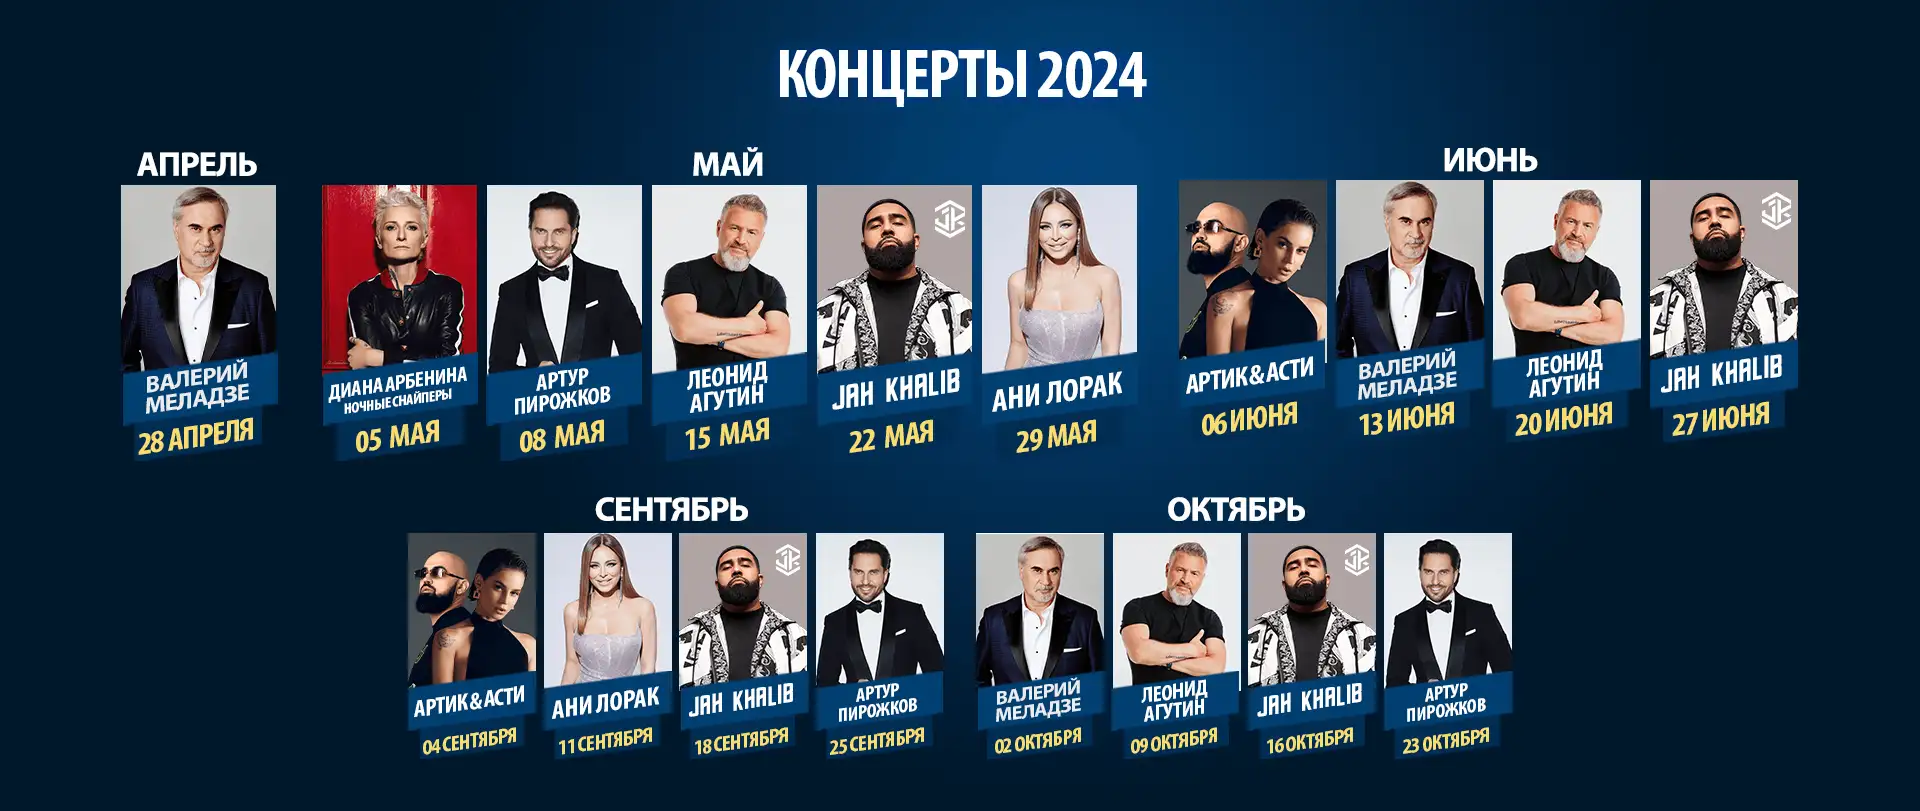 КОНЦЕРТЫ 2024
АПРЕЛЬ
ВАЛЕРИЙ
МЕЛАДЗЕ
28 АПРЕЛЯ
МАЙ
ДИАНА АРБЕНИНА
НОЧНЫЕ СНАЙПЕРЫ
05 МАЯ
АРТУР
ПИРОЖКОВ
08 МАЯ
ЛЕОНИД
АГУТИН
15 МАЯ
JAH KHALIB
22 МАЯ
АНИ ЛОРАК
29 МАЯ
ИЮНЬ
АРТИК&АСТИ
06 ИЮНЯ
ВАЛЕРИЙ
МЕЛАДЗЕ
13 ИЮНЯ
ЛЕОНИД
АГУТИН
20 ИЮНЯ
JAH KHALIB
27 ИЮНЯ
СЕНТЯБРЬ
АРТИК&АСТИ
04 СЕНТЯБРЯ
АНИ ЛОРАК
11 СЕНТЯБРЯ
JAH KHALIB
18 СЕНТЯБРЯ
АРТУР
ПИРОЖКОВ
25 СЕНТЯБРЯ
ОКТЯБРЬ
ВАЛЕРИЙ
МЕЛАДЗЕ
02 ОКТЯБРЯ
ЛЕОНИД
АГУТИН
09 ОКТЯБРЯ
JAH KHALIB
16 ОКТЯБРЯ
АРТУР
ПИРОЖКОВ
23 ОКТЯБРЯ